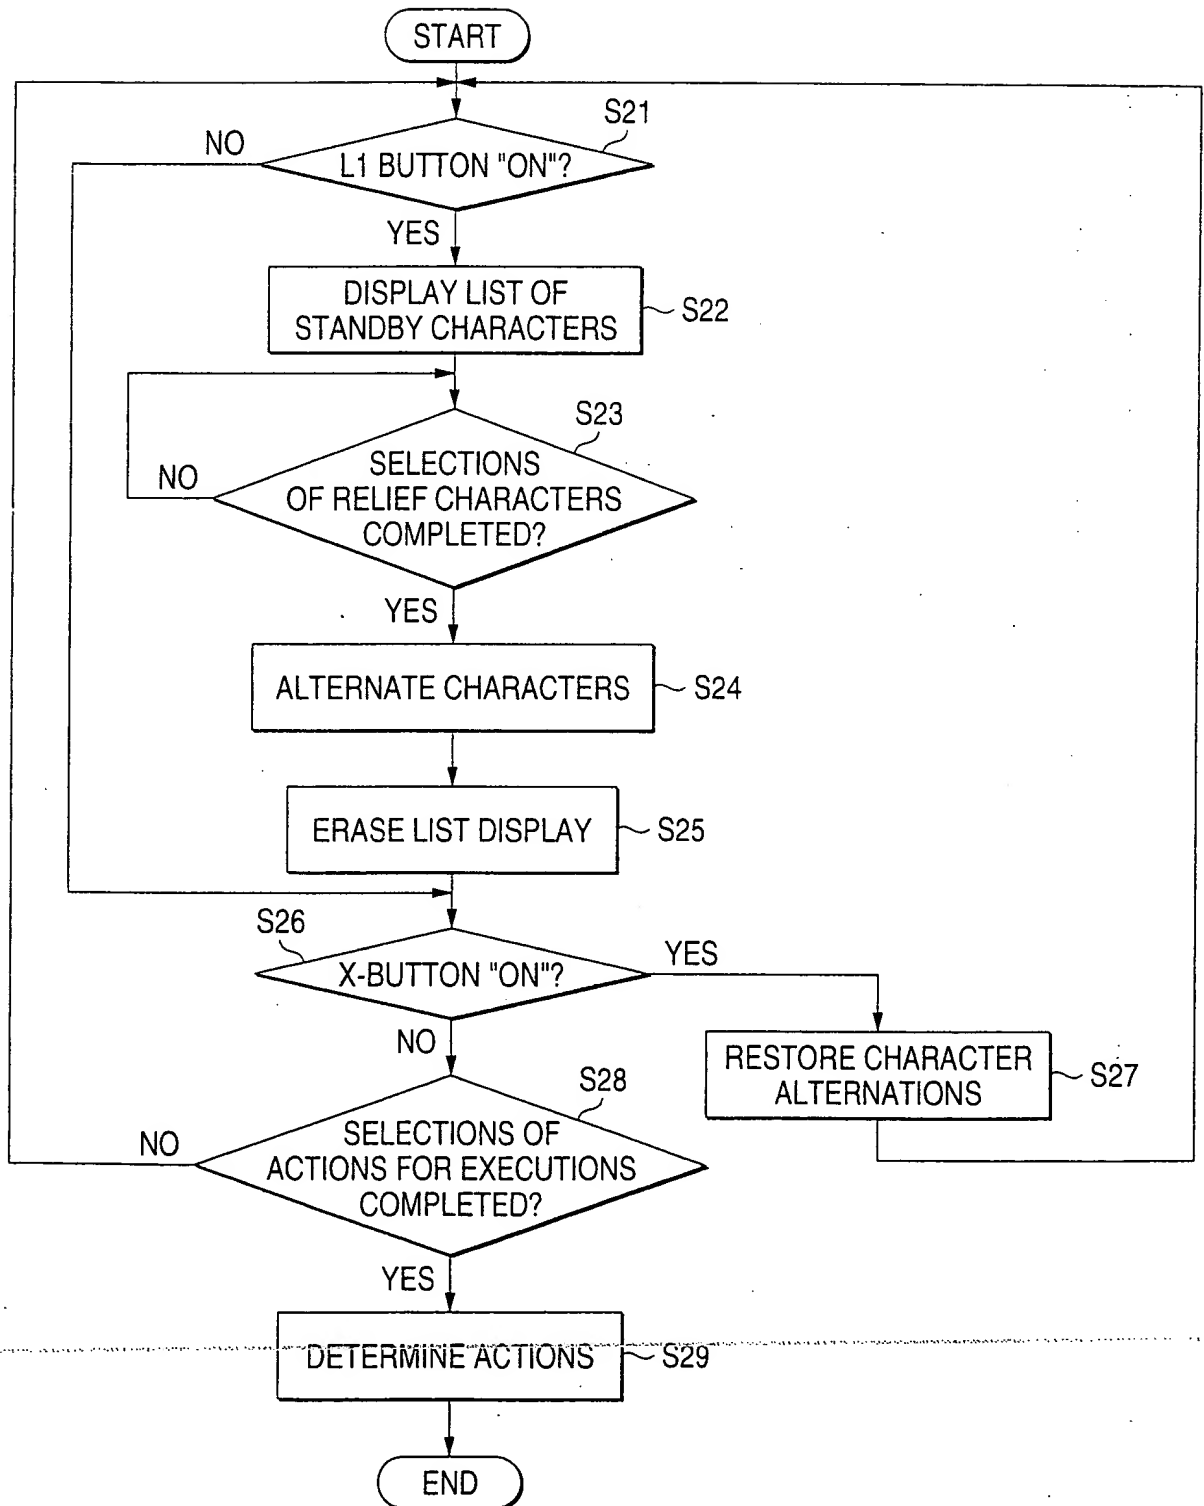 START
S21
NO
L1 BUTTON "ON"?
YES
DISPLAY LIST OF
STANDBY CHARACTERS
S22
S23
NO
SELECTIONS
OF RELIEF CHARACTERS
COMPLETED?
YES
ALTERNATE CHARACTERS
S24
ERASE LIST DISPLAY
S25
S26
X-BUTTON "ON"?
YES
NO
RESTORE CHARACTER
ALTERNATIONS
S27
S28
NO
SELECTIONS OF
ACTIONS FOR EXECUTIONS
COMPLETED?
YES
DETERMINE ACTIONS
S29
END